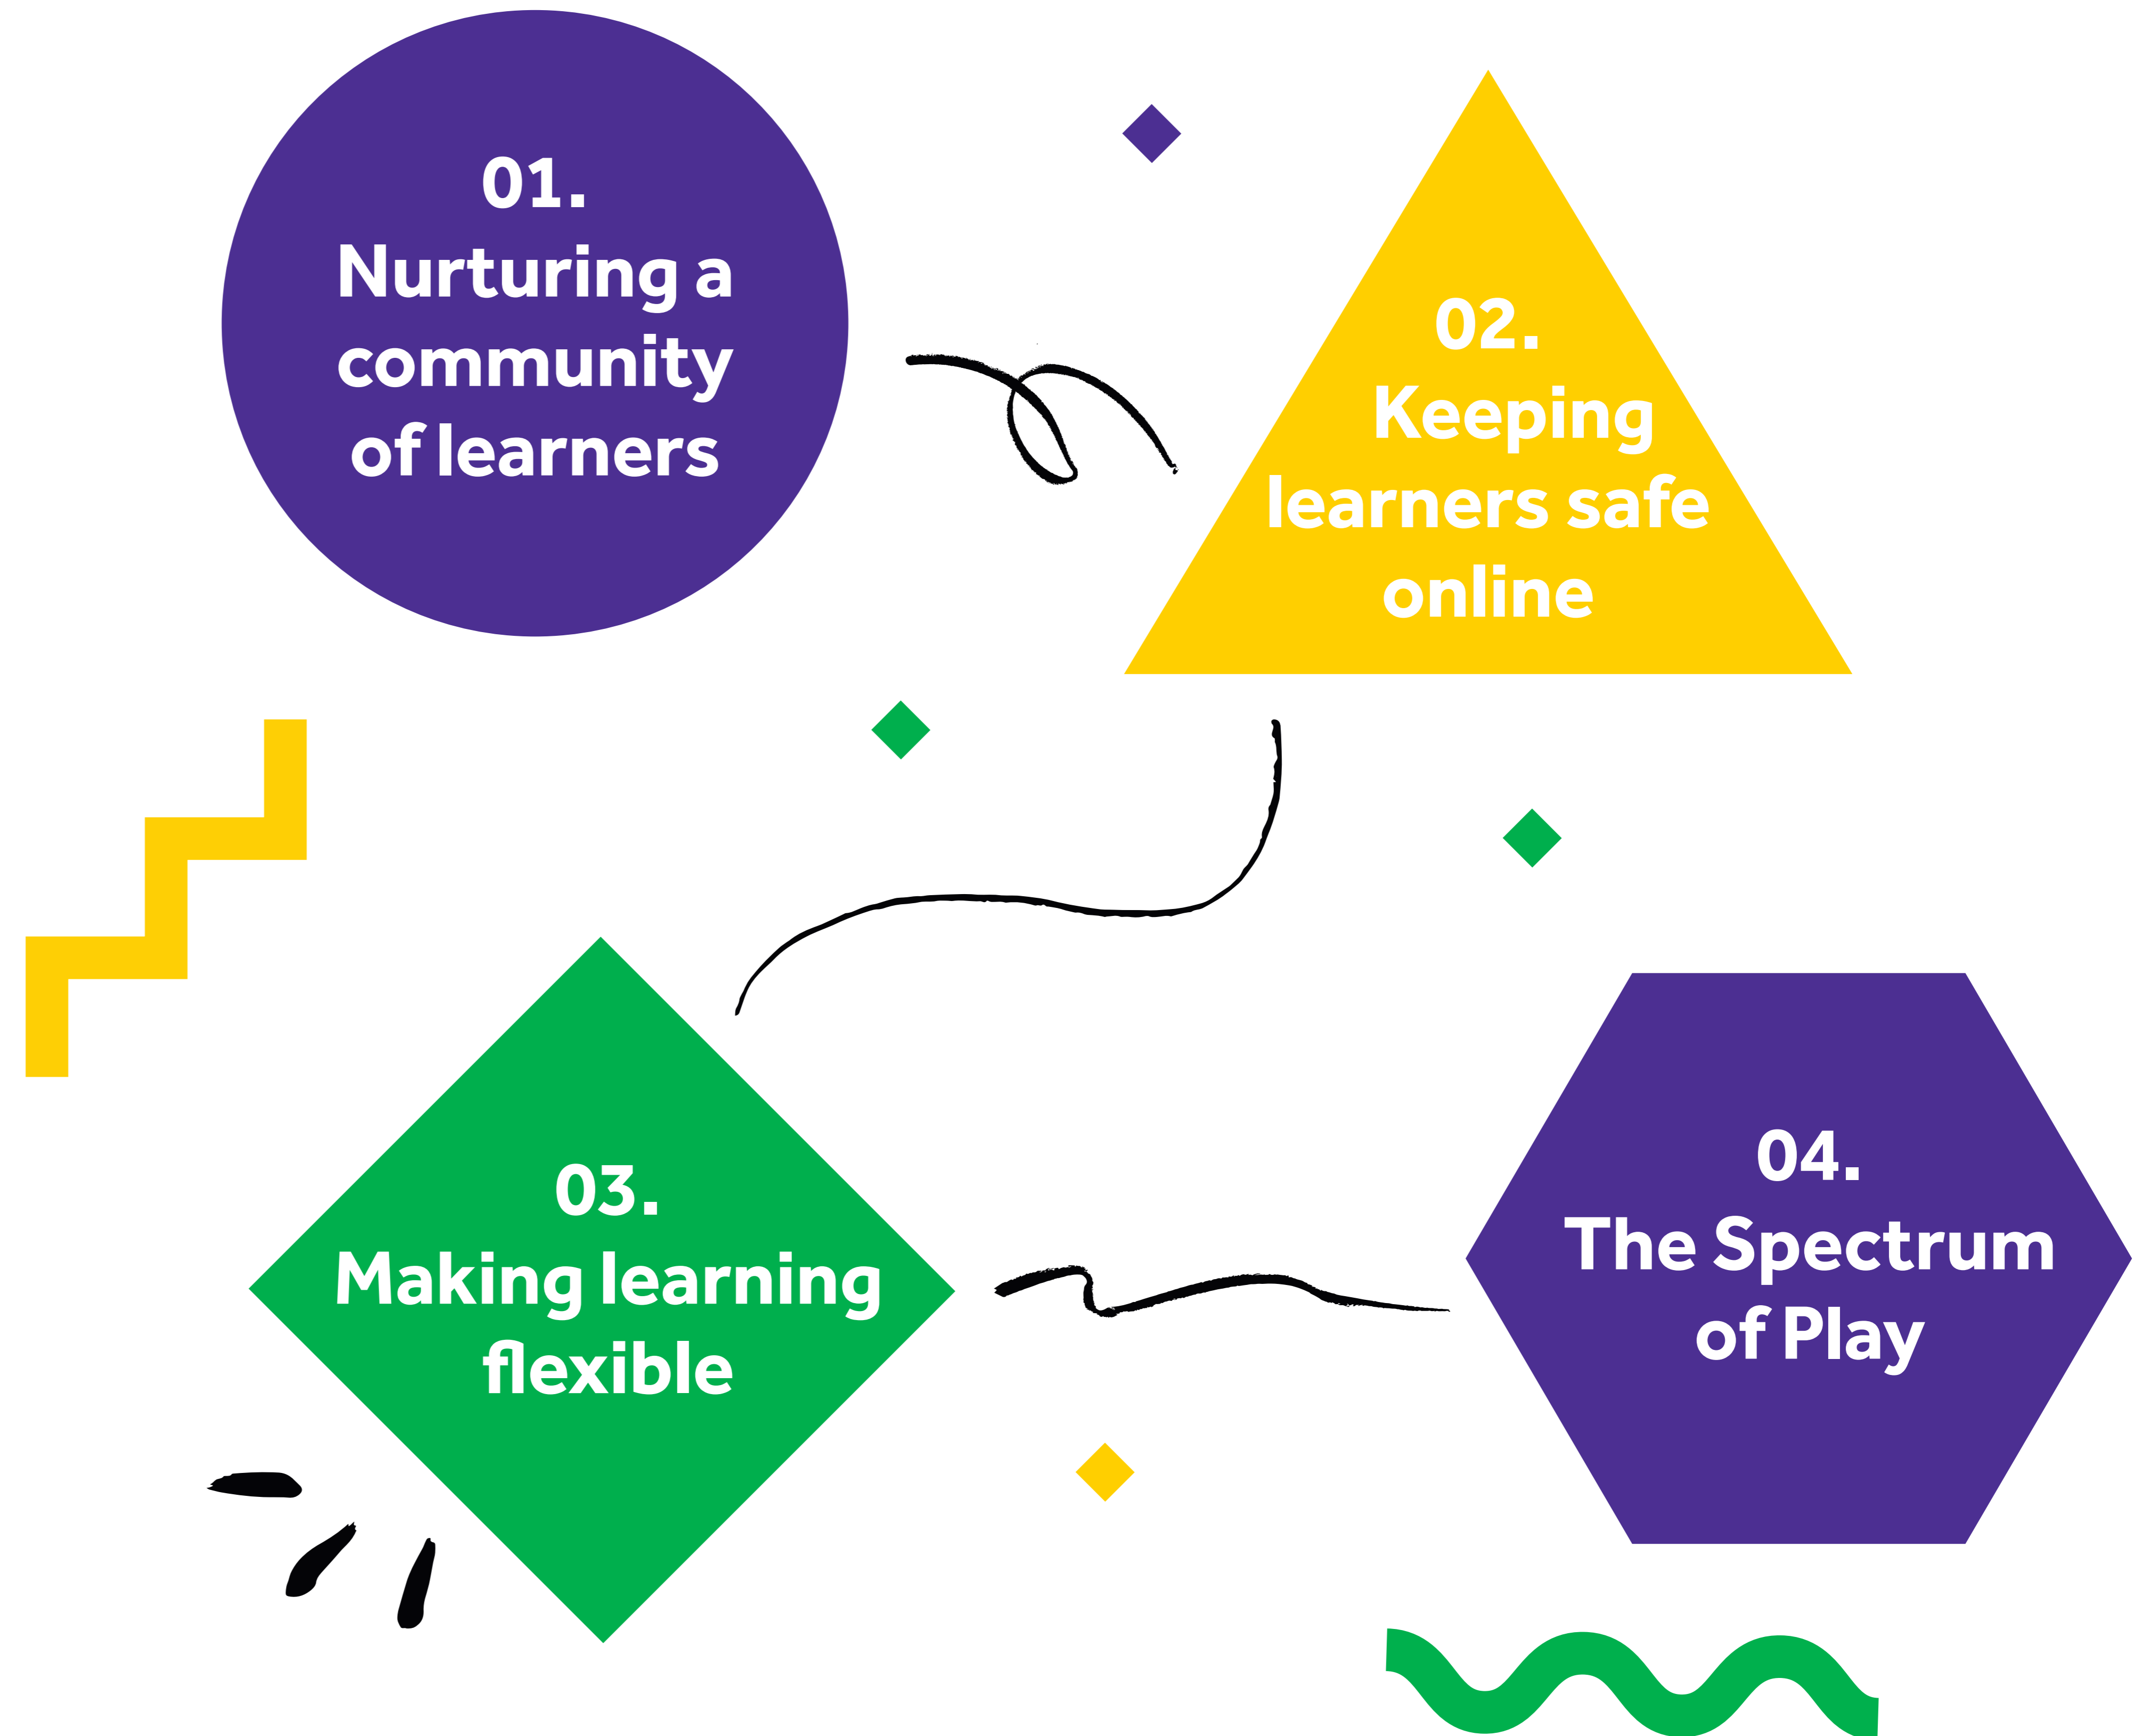 01.
Nurturing a
community
of learners
02.
Keeping
learners safe
online
03.
Making learning
flexible
04.
The Spectrum
of Play